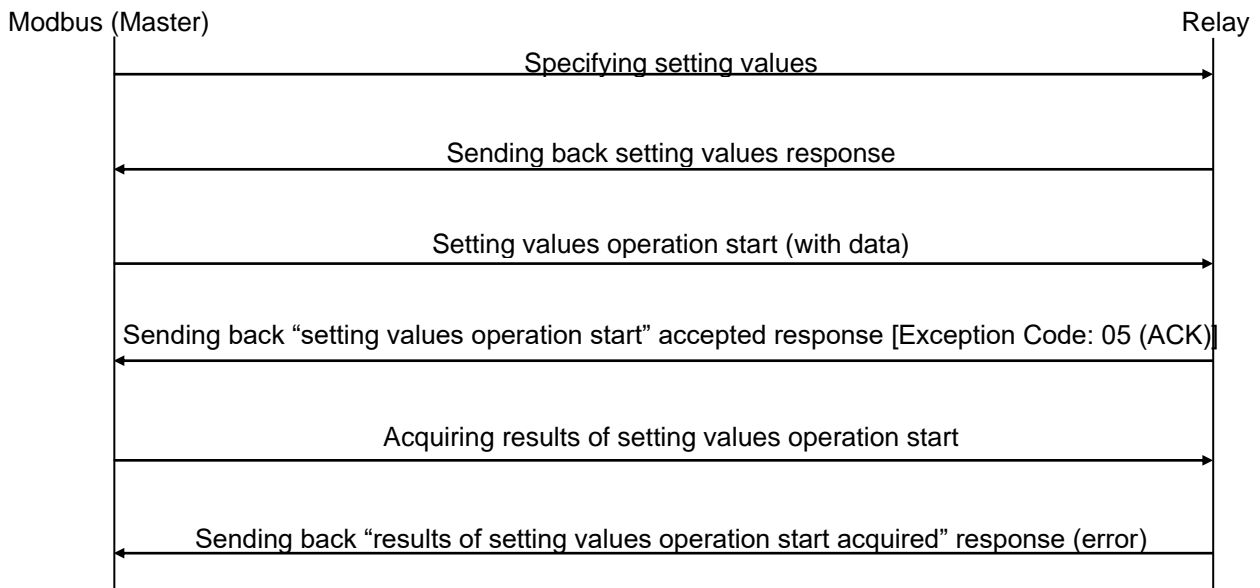 Modbus (Master)
Relay
Specifying setting values
Sending back setting values response
Setting values operation start (with data)
Sending back “setting values operation start” accepted response [Exception Code: 05 (ACK)]
Acquiring results of setting values operation start
Sending back “results of setting values operation start acquired” response (error)